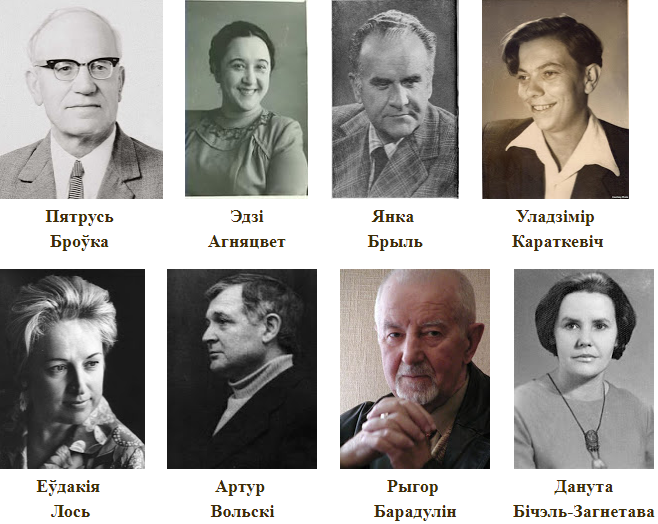 Пятрусь
Броўка
Эдзі
Агняцвет
Янка
Брыль
Уладзімір
Караткевіч
Еўдакія
Лось
Артур
Вольскі
Рыгор
Барадулін
Данута
Бічэль-Загнетава